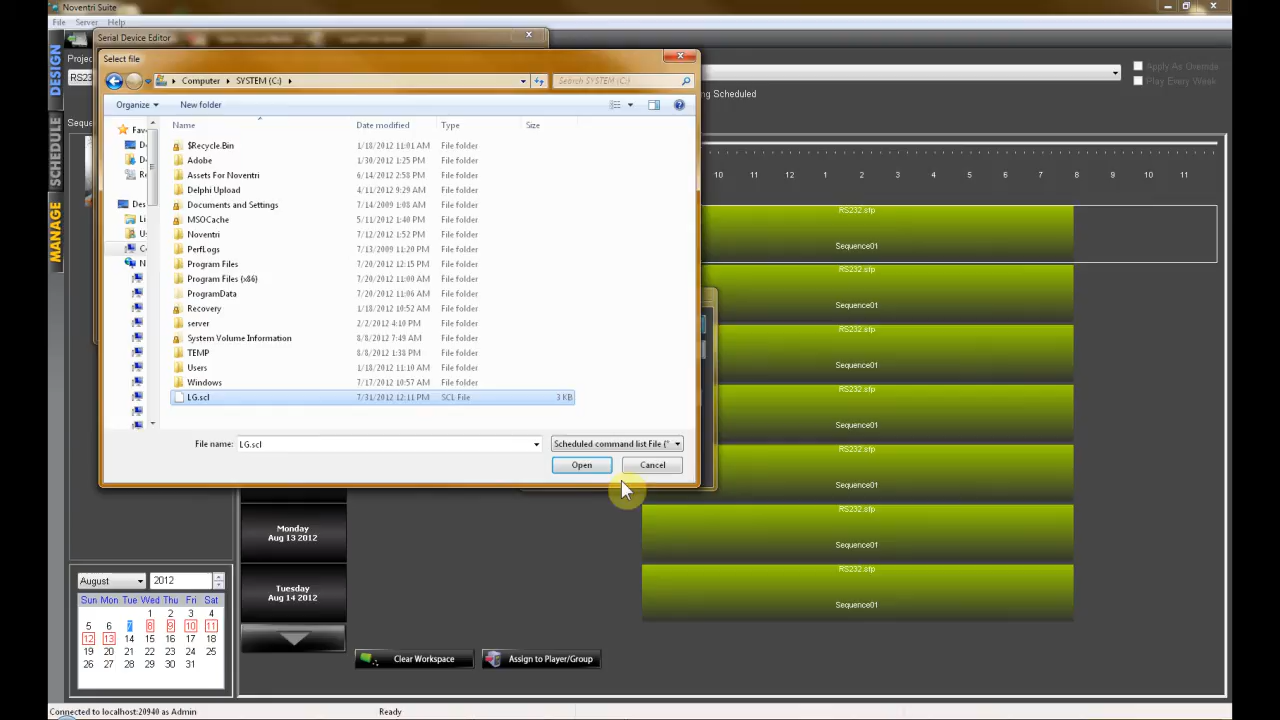 Noventri Suite
File Server Help
Serial Device Editor
Select file
DESIGN
SCHEDULE
MANAGE
Computer SYSTEM (C:)
Search SYSTEM (C:)
Apply As Override
Play Every Week
ng Scheduled
Organize New folder
Name Date modified Type Size
$Recycle.Bin 1/18/2012 11:01 AM File folder
Adobe 1/30/2012 1:25 PM File folder
Assets For Noventri 6/14/2012 2:58 PM File folder
Delphi Upload 4/11/2012 9:29 AM File folder
Documents and Settings 7/14/2009 1:08 AM File folder
MSOCache 5/11/2012 1:40 PM File folder
Noventri 7/12/2012 1:52 PM File folder
PerfLogs 7/13/2009 11:20 PM File folder
Program Files 7/20/2012 12:15 PM File folder
Program Files (x86) 7/20/2012 11:00 AM File folder
ProgramData 7/20/2012 11:06 AM File folder
Recovery 1/18/2012 10:52 AM File folder
server 2/2/2012 4:10 PM File folder
System Volume Information 8/8/2012 7:49 AM File folder
TEMP 8/8/2012 1:38 PM File folder
Users 1/18/2012 11:12 AM File folder
Windows 7/17/2012 10:57 AM File folder
LG.scl 7/31/2012 12:11 PM SCL File 3 KB
File name: LG.scl Scheduled command list File (*
Open Cancel
10 11 12 1 2 3 4 5 6 7 8 10 11
RS232.sfp
Sequence01
RS232.sfp
Sequence01
RS232.sfp
Sequence01
RS232.sfp
Sequence01
RS232.sfp
Sequence01
RS232.sfp
Sequence01
RS232.sfp
Sequence01
Monday
Aug 13 2012
Tuesday
Aug 14 2012
August 2012
Sun Mon Tue Wed Thu Fri Sat
1 2 3 4
5 6 7 8 9 10 11
12 13 14 15 16 17 18
19 20 21 22 23 24 25
26 27 28 29 30 31
Clear Workspace Assign to Player/Group
Connected to localhost:20940 as Admin Ready